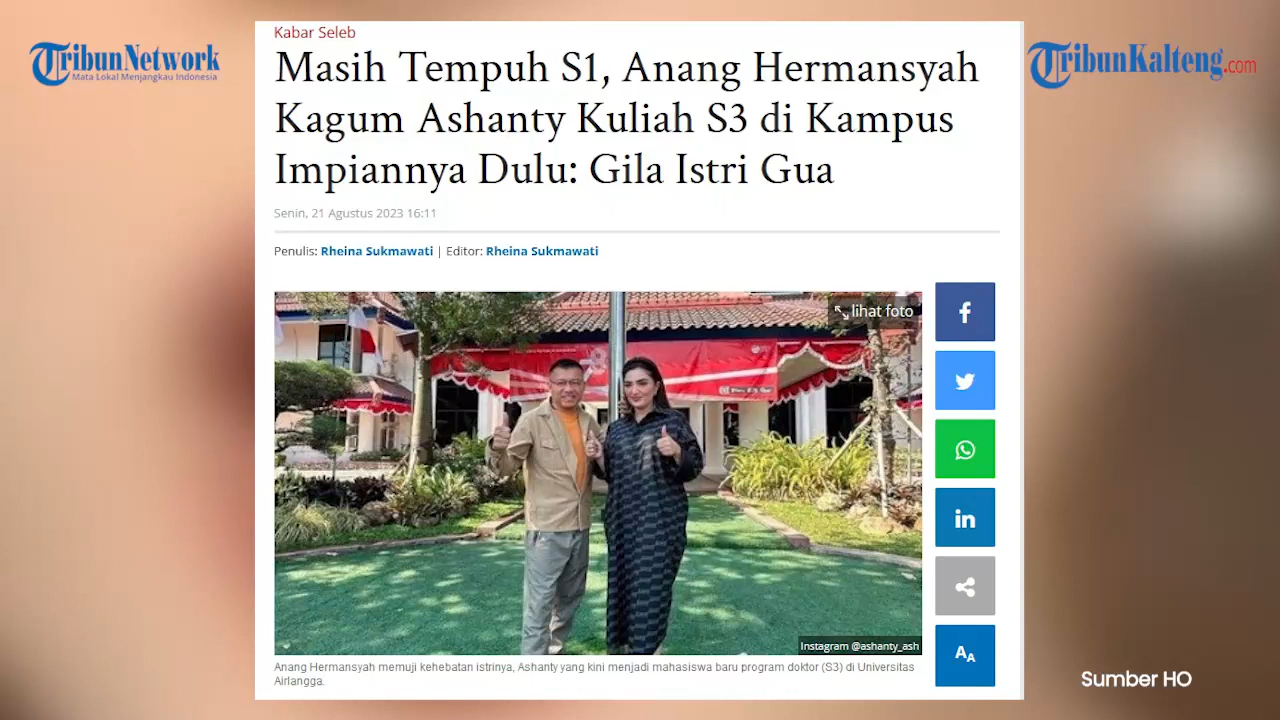 TribunNetwork
Mata Lokal Menjangkau Indonesia
TribunKalteng.com
Kabar Seleb
Masih Tempuh S1, Anang Hermansyah
Kagum Ashanty Kuliah S3 di Kampus
Impiannya Dulu: Gila Istri Gua
Senin, 21 Agustus 2023 16:11
Penulis: Rheina Sukmawati | Editor: Rheina Sukmawati
lihat foto
Instagram @ashanty_ash
Anang Hermansyah memuji kehebatan istrinya, Ashanty yang kini menjadi mahasiswa baru program doktor (S3) di Universitas
Airlangga.
AA
Sumber HO